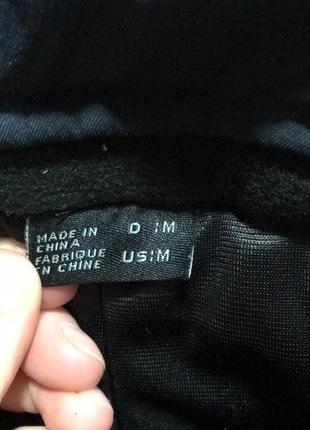 MADE IN
CHINA
FABRIQUE
EN CHINE
D :M
US:M